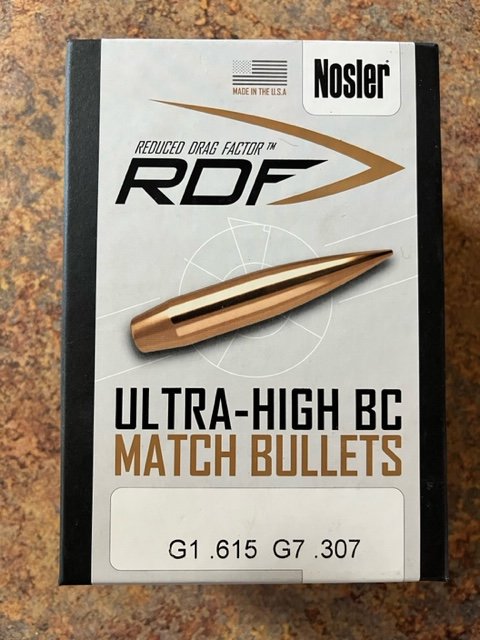 MADE IN THE U.S.A
Nosler
REDUCED DRAG FACTOR™
RDF
ULTRA-HIGH BC
MATCH BULLETS
G1 .615 G7 .307